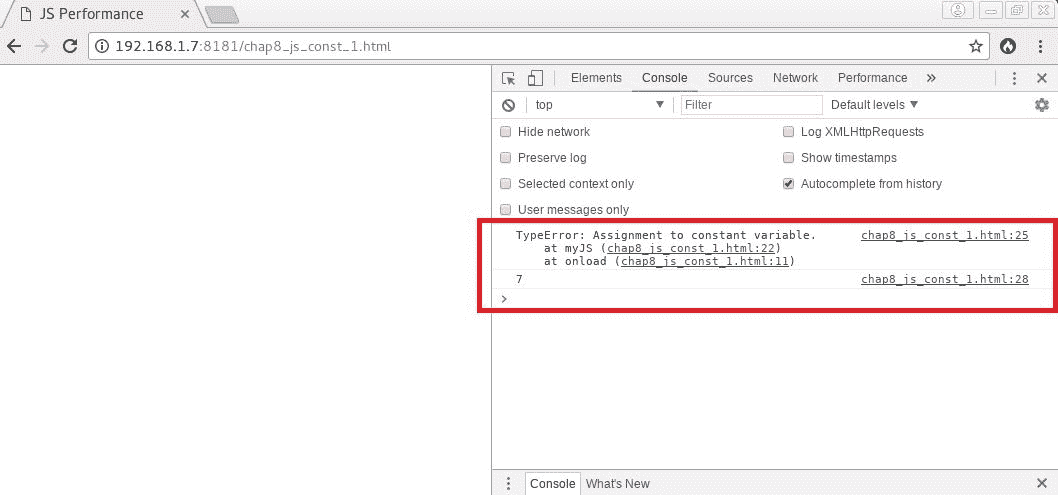 JS Performance
192.168.1.7:8181/chap8_js_const_1.html
Elements Console Sources Network Performance »
top Filter Default levels
Hide network Log XMLHttpRequests
Preserve log Show timestamps
Selected context only Autocomplete from history
User messages only
TypeError: Assignment to constant variable. chap8_js_const_1.html:25
at myJS (chap8_js_const_1.html:22)
at onload (chap8_js_const_1.html:11)
7 chap8_js_const_1.html:28
>
Console What's New